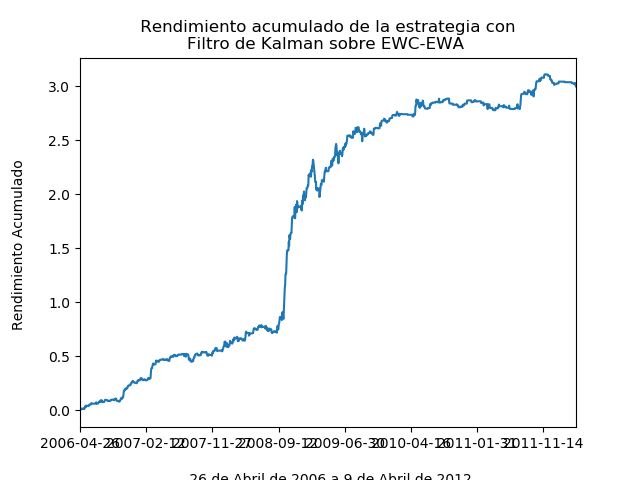 Rendimiento acumulado de la estrategia con
Filtro de Kalman sobre EWC-EWA
Rendimiento Acumulado
3.0
2.5
2.0
1.5
1.0
0.5
0.0
2006-04-26 2007-02-12 2007-11-27 2008-09-12 2009-06-30 2010-04-16 2011-01-31 2011-11-14
26 de Abril de 2006 a 9 de Abril de 2012